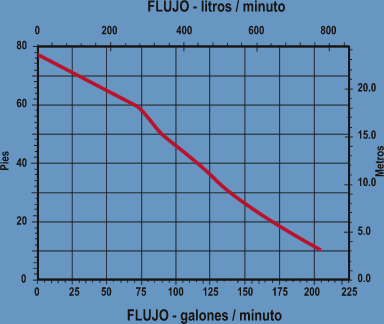 FLUJO - litros / minuto
0 200 400 600 800
80
60
40
20
0
Pies
20.0
15.0
10.0
5.0
0.0
Metros
0 25 50 75 100 125 150 175 200 225
FLUJO - galones / minuto